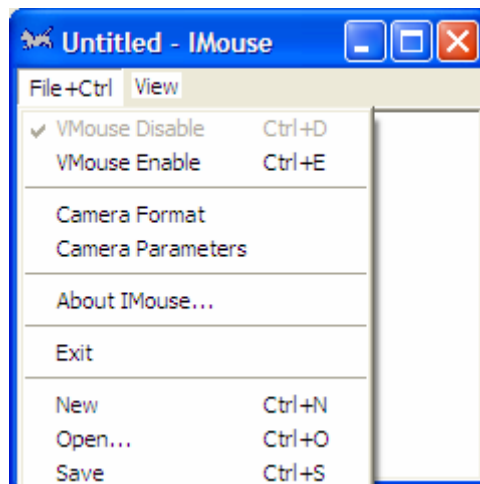 Untitled - IMouse
File+Ctrl View
VMouse Disable Ctrl+D
VMouse Enable Ctrl+E
Camera Format
Camera Parameters
About IMouse...
Exit
New Ctrl+N
Open... Ctrl+O
Save Ctrl+S